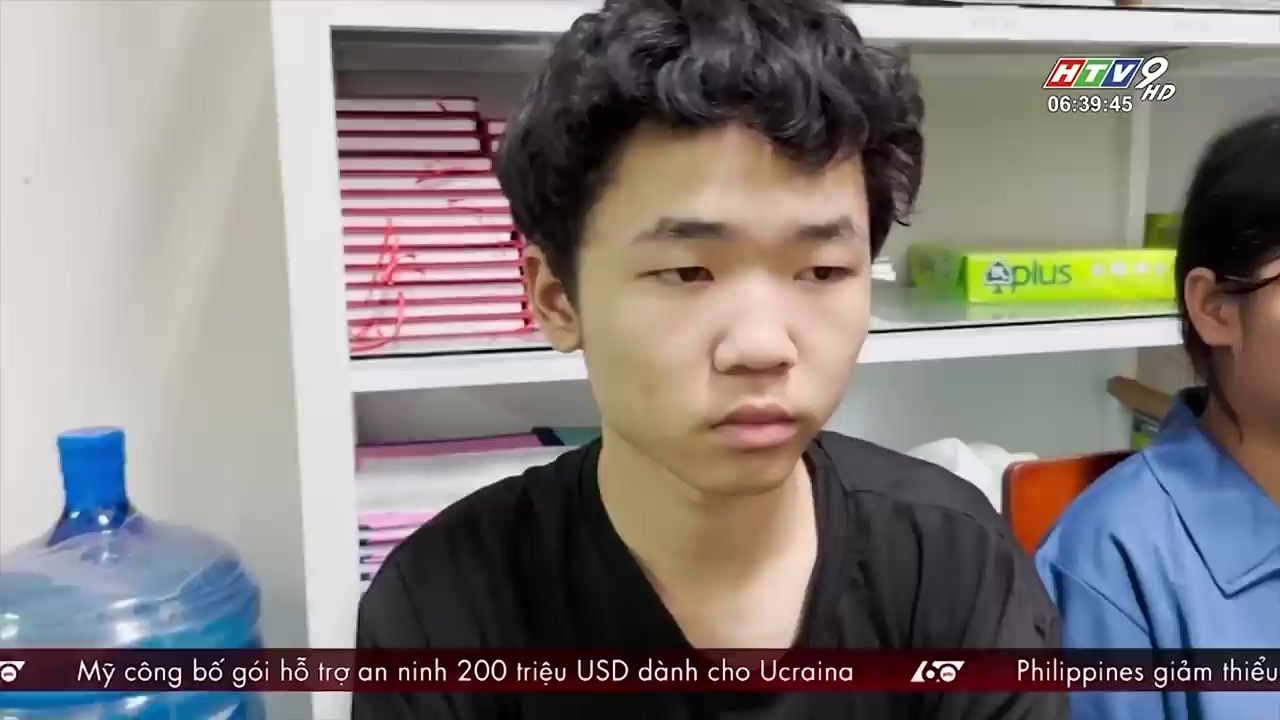 HTV9 HD
06:39:45
plus
Mỹ công bố gói hỗ trợ an ninh 200 triệu USD dành cho Ucraina
60
Philippines giảm thiểu